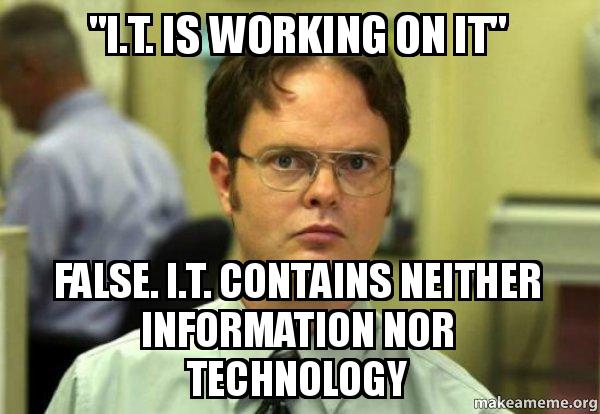 "I.T. IS WORKING ON IT"
FALSE. I.T. CONTAINS NEITHER
INFORMATION NOR
TECHNOLOGY
makeameme.org